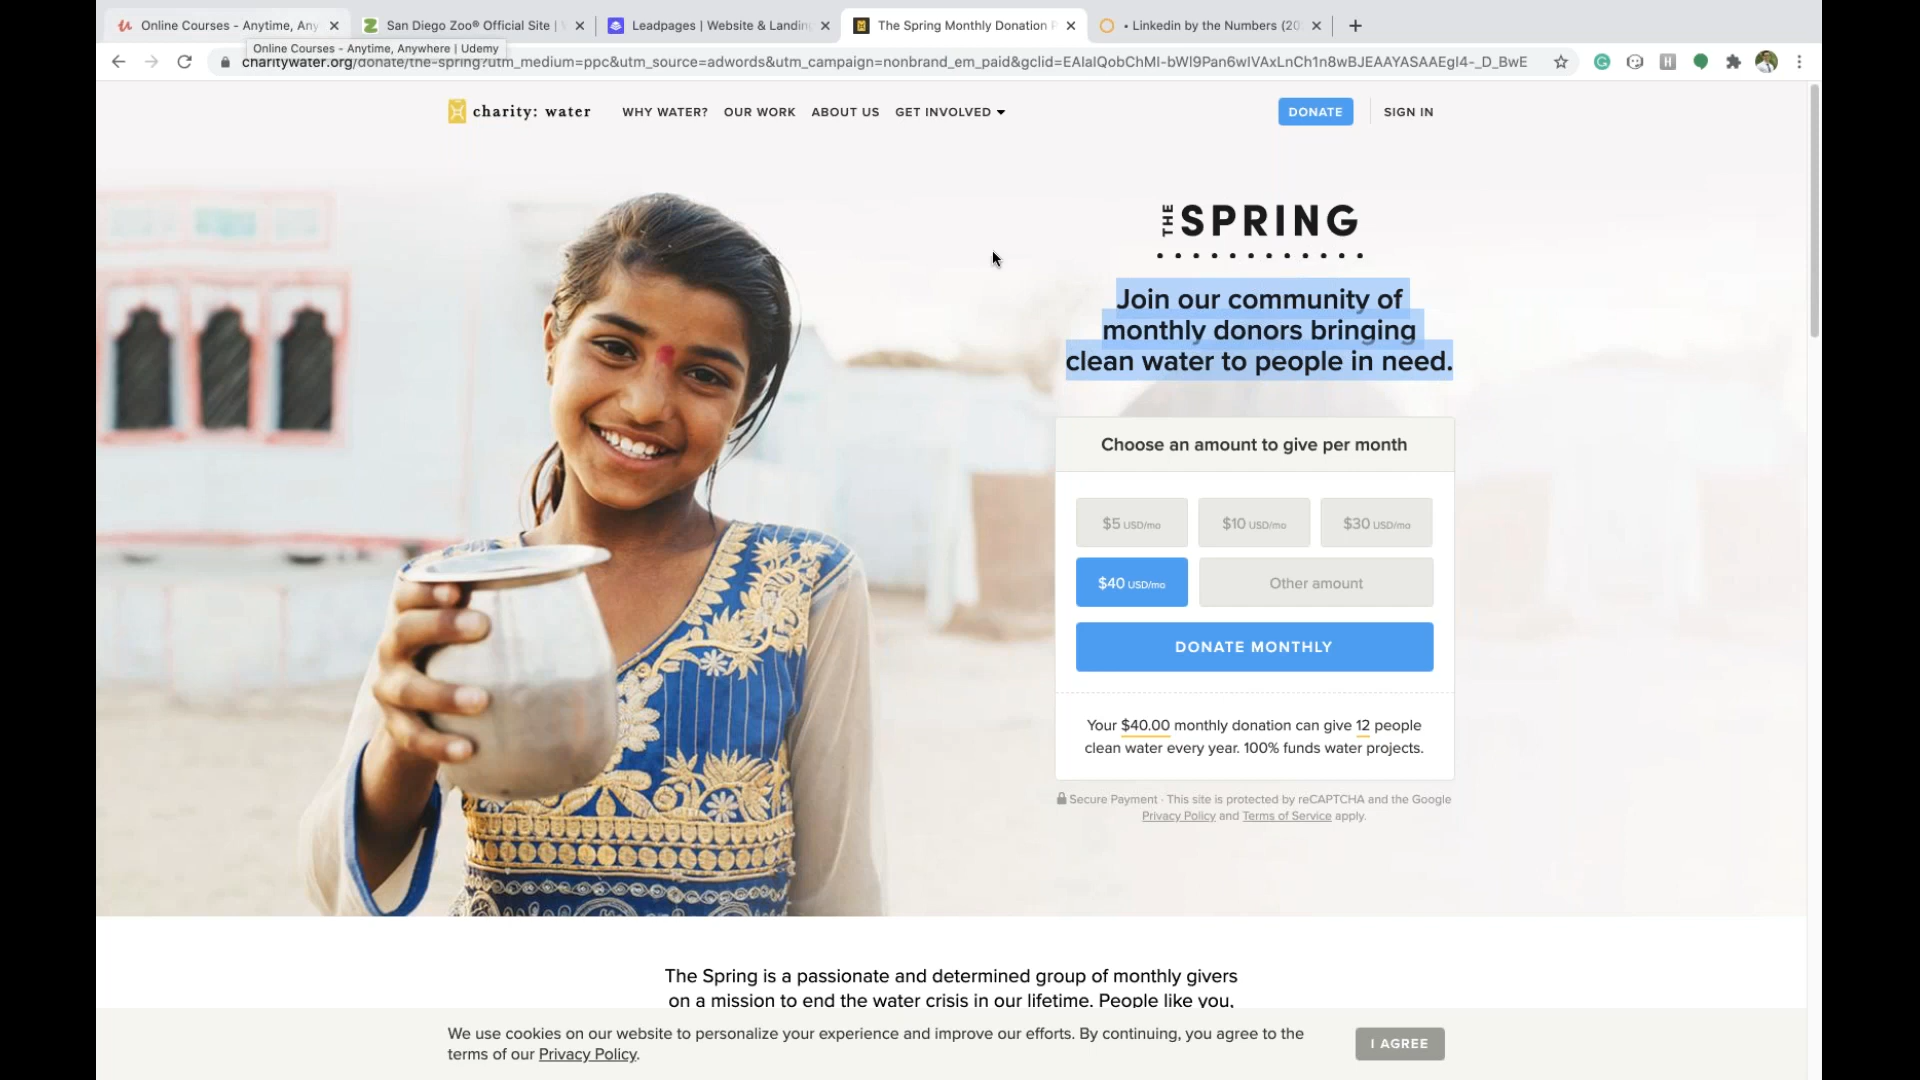 Online Courses - Anytime, Any
San Diego Zoo® Official Site |
Leadpages | Website & Landin
The Spring Monthly Donation P
• Linkedin by the Numbers (20
Online Courses - Anytime, Anywhere | Udemy
charitywater.org/donate/the-spring?utm_medium=ppc&utm_source=adwords&utm_campaign=nonbrand_em_paid&gclid=EAIaIQobChMI-bWl9Pan6wIVAxLnCh1n8wBJEAAYASAAEgI4-_D_BwE
charity: water
WHY WATER?
OUR WORK
ABOUT US
GET INVOLVED
DONATE
SIGN IN
THE SPRING
Join our community of
monthly donors bringing
clean water to people in need.
Choose an amount to give per month
$5 USD/mo
$10 USD/mo
$30 USD/mo
$40 USD/mo
Other amount
DONATE MONTHLY
Your $40.00 monthly donation can give 12 people
clean water every year. 100% funds water projects.
Secure Payment · This site is protected by reCAPTCHA and the Google
Privacy Policy and Terms of Service apply.
The Spring is a passionate and determined group of monthly givers
on a mission to end the water crisis in our lifetime. People like you,
We use cookies on our website to personalize your experience and improve our efforts. By continuing, you agree to the
terms of our Privacy Policy.
I AGREE